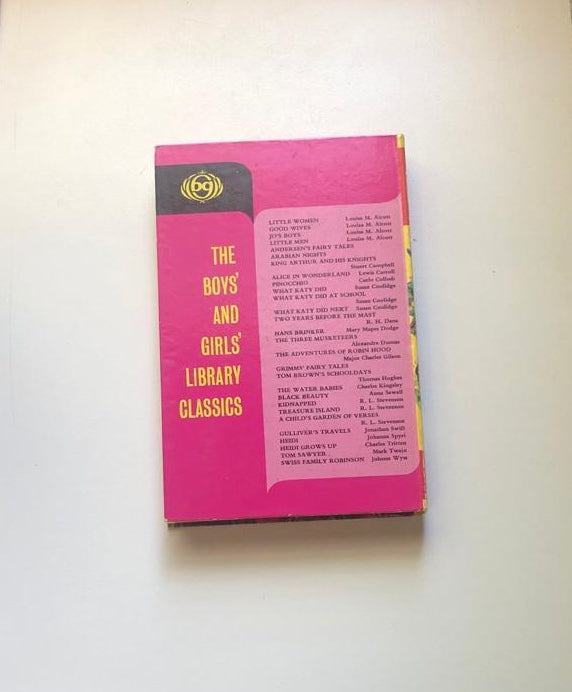 bg
THE
BOYS'
AND
GIRLS'
LIBRARY
CLASSICS
LITTLE WOMEN Louisa M. Alcott
GOOD WIVES Louisa M. Alcott
JO'S BOYS Louisa M. Alcott
LITTLE MEN Louisa M. Alcott
ANDERSEN'S FAIRY TALES
ARABIAN NIGHTS
KING ARTHUR AND HIS KNIGHTS
Stuart Campbell
ALICE IN WONDERLAND Lewis Carroll
PINOCCHIO Carlo Collodi
WHAT KATY DID Susan Coolidge
WHAT KATY DID AT SCHOOL
Susan Coolidge
WHAT KATY DID NEXT Susan Coolidge
TWO YEARS BEFORE THE MAST
R. H. Dana
HANS BRINKER Mary Mapes Dodge
THE THREE MUSKETEERS
Alexandre Dumas
THE ADVENTURES OF ROBIN HOOD
Major Charles Gilson
GRIMMS' FAIRY TALES
TOM BROWN'S SCHOOLDAYS
Thomas Hughes
THE WATER BABIES Charles Kingsley
BLACK BEAUTY Anna Sewell
KIDNAPPED R. L. Stevenson
TREASURE ISLAND R. L. Stevenson
A CHILD'S GARDEN OF VERSES
R. L. Stevenson
GULLIVER'S TRAVELS Jonathan Swift
HEIDI Johanna Spyri
HEIDI GROWS UP Charles Tritten
TOM SAWYER Mark Twain
SWISS FAMILY ROBINSON Johann Wyss